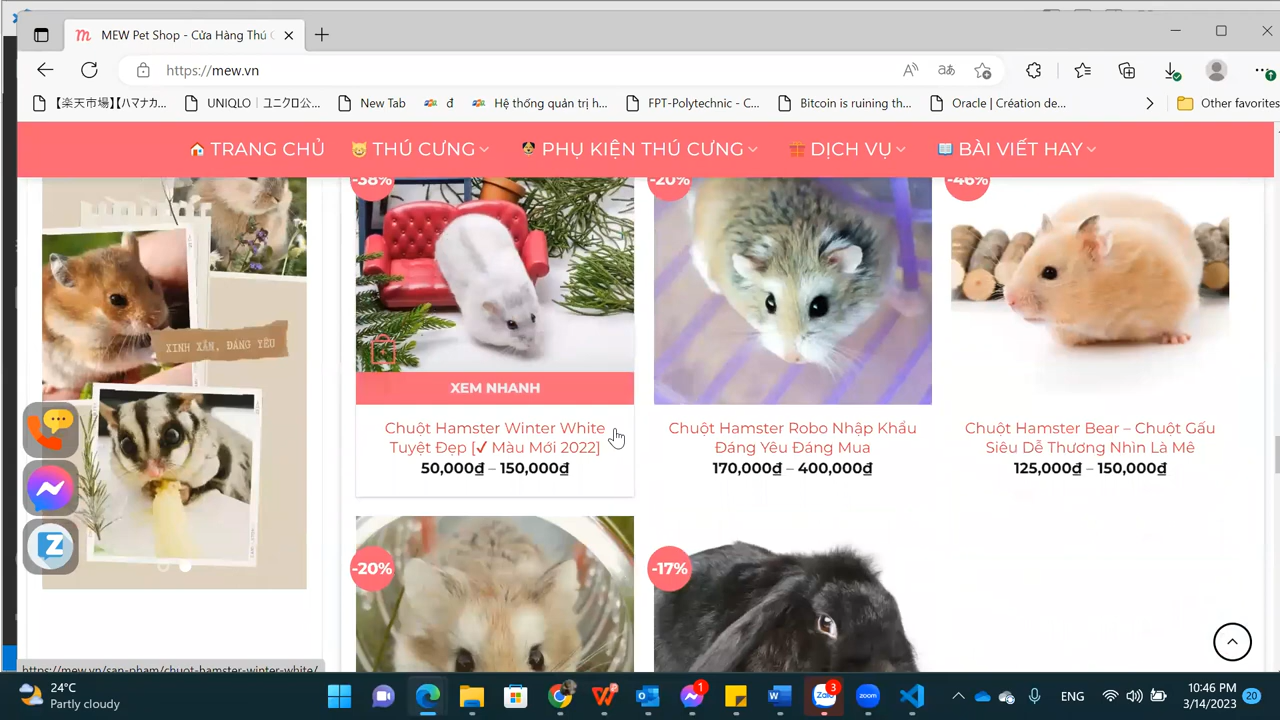 MEW Pet Shop - Cửa Hàng Thú C
https://mew.vn
【楽天市場】【ハマナカ...
UNIQLO | ユニクロ公...
New Tab
đ
Hệ thống quản trị h...
FPT-Polytechnic - C...
Bitcoin is ruining th...
Oracle | Création de...
Other favorites
TRANG CHỦ
THÚ CƯNG
PHỤ KIỆN THÚ CƯNG
DỊCH VỤ
BÀI VIẾT HAY
-38%
-20%
-46%
XINH XẮN, ĐÁNG YÊU
XEM NHANH
Chuột Hamster Winter White
Tuyệt Đẹp [✓ Màu Mới 2022]
50,000₫ – 150,000₫
Chuột Hamster Robo Nhập Khẩu
Đáng Yêu Đáng Mua
170,000₫ – 400,000₫
Chuột Hamster Bear – Chuột Gấu
Siêu Dễ Thương Nhìn Là Mê
125,000₫ – 150,000₫
-20%
-17%
https://mew.vn/san-pham/chuot-hamster-winter-white/
24°C
Partly cloudy
1
Zalo
3
zoom
ENG
10:46 PM
3/14/2023
20